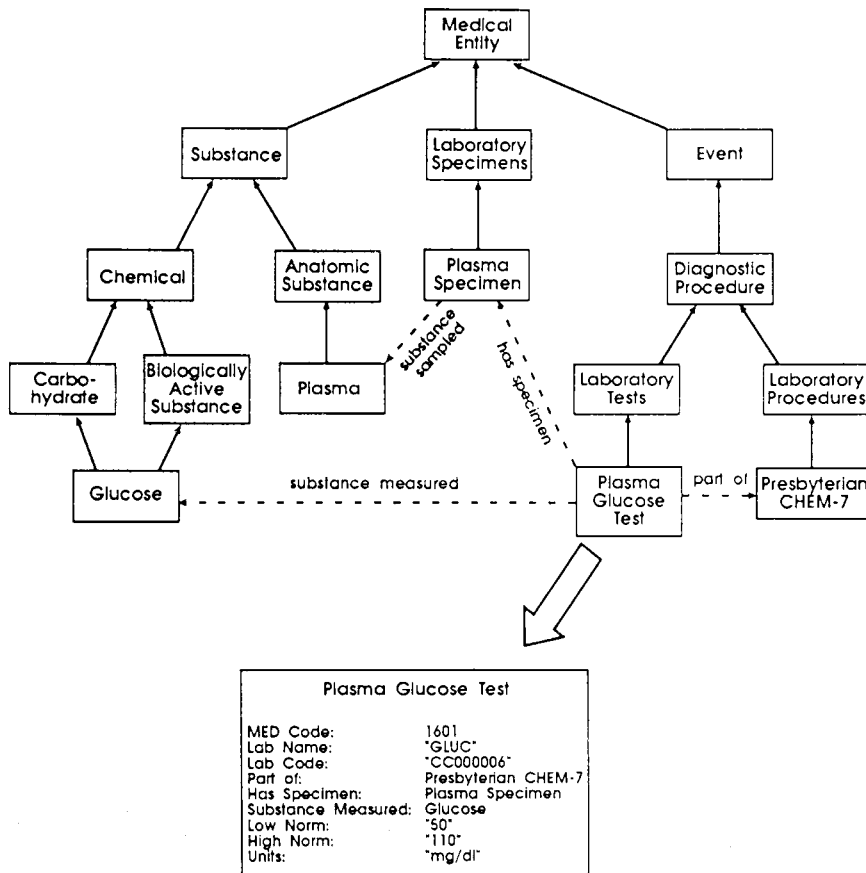 Medical
Entity
Substance
Laboratory
Specimens
Event
Chemical
Anatomic
Substance
Plasma
Specimen
Diagnostic
Procedure
substance
sampled
has specimen
Carbo-
hydrate
Biologically
Active
Substance
Plasma
Laboratory
Tests
Laboratory
Procedures
Glucose
substance measured
Plasma
Glucose
Test
part of
Presbyterian
CHEM-7
Plasma Glucose Test
MED Code: 1601
Lab Name: "GLUC"
Lab Code: "CC000006"
Part of: Presbyterian CHEM-7
Has Specimen: Plasma Specimen
Substance Measured: Glucose
Low Norm: "50"
High Norm: "110"
Units: "mg/dl"